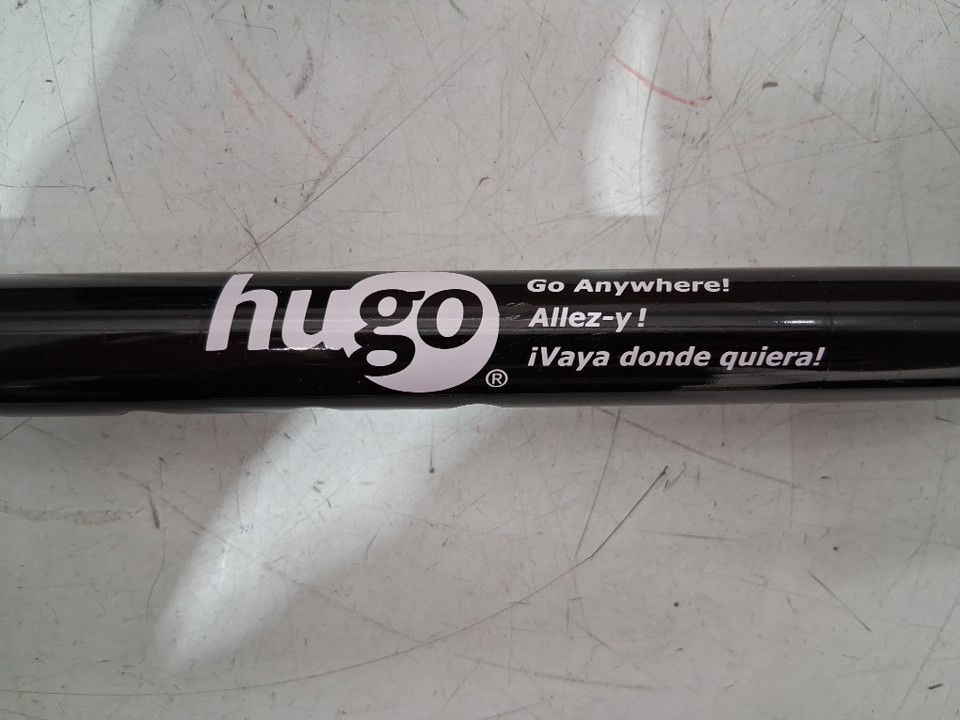 hugo®
Go Anywhere!
Allez-y !
¡Vaya donde quiera!